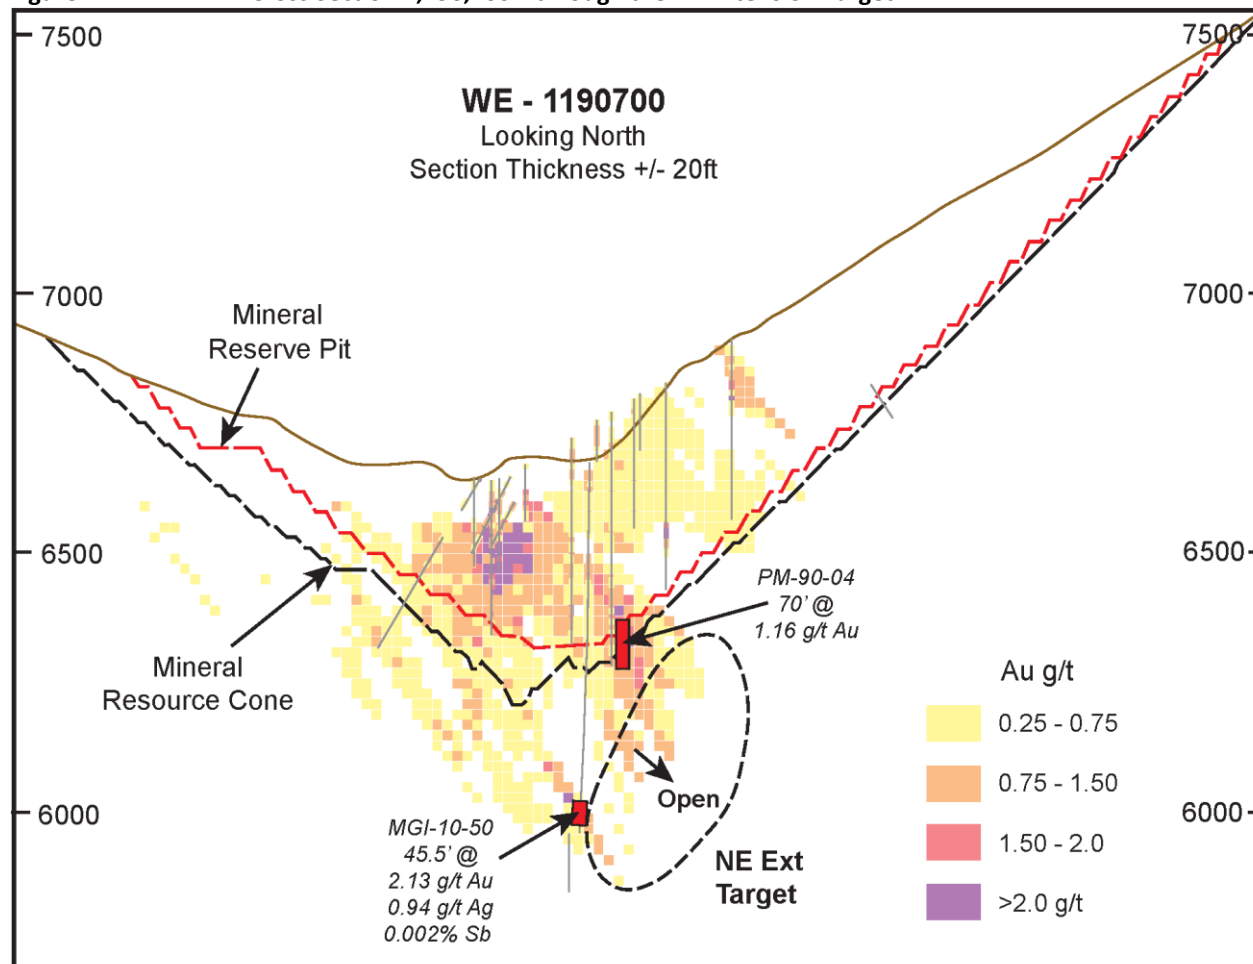 7500
7500
WE - 1190700
Looking North
Section Thickness +/- 20ft
7000
7000
Mineral
Reserve Pit
6500
6500
PM-90-04
70' @
1.16 g/t Au
Mineral
Resource Cone
Au g/t
0.25 - 0.75
0.75 - 1.50
1.50 - 2.0
>2.0 g/t
Open
6000
6000
MGI-10-50
45.5' @
2.13 g/t Au
0.94 g/t Ag
0.002% Sb
NE Ext
Target